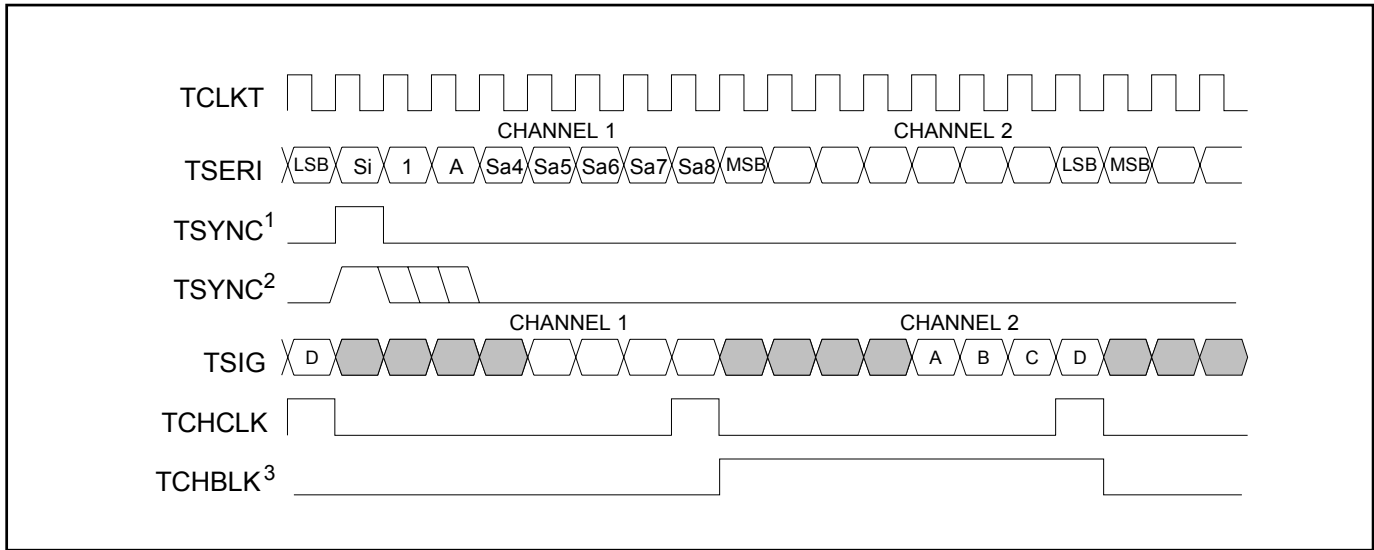 TCLKT
CHANNEL 1 CHANNEL 2
TSERI LSB Si 1 A Sa4 Sa5 Sa6 Sa7 Sa8 MSB LSB MSB
TSYNC1
TSYNC2
CHANNEL 1 CHANNEL 2
TSIG D A B C D
TCHCLK
TCHBLK3